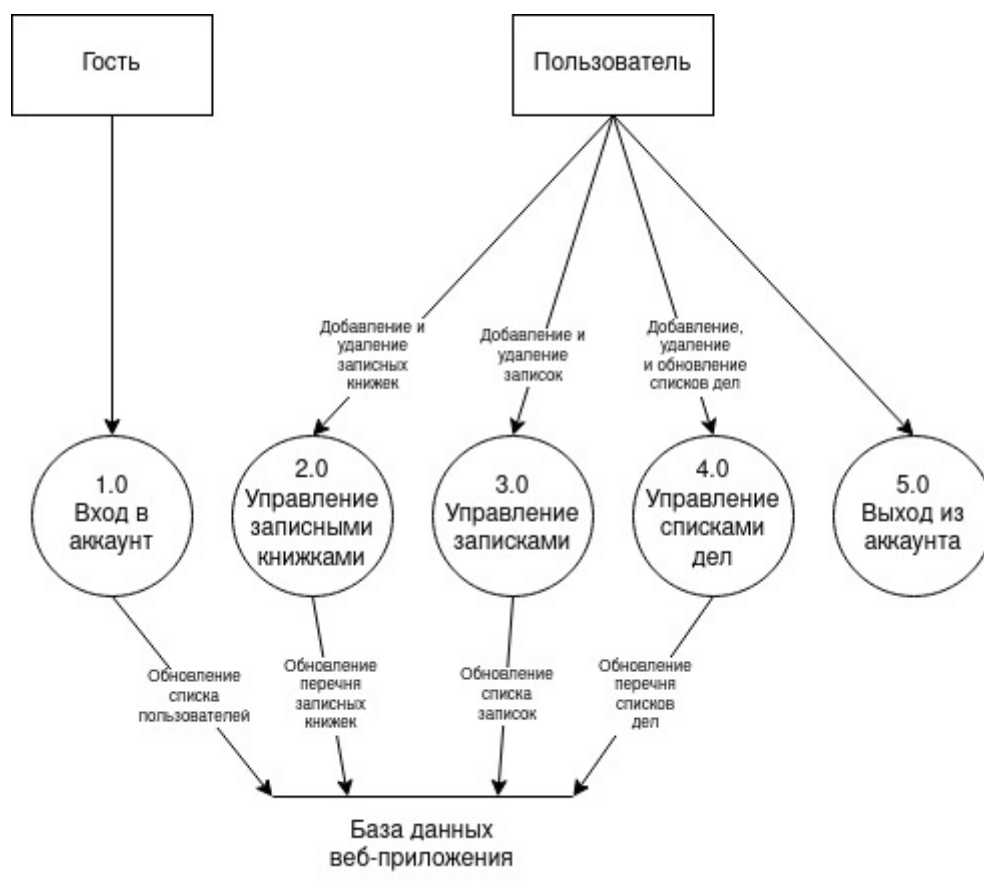 Гость
Пользователь
Добавление и
удаление
записных
книжек
Добавление и
удаление
записок
Добавление,
удаление
и обновление
списков дел
1.0
Вход в
аккаунт
2.0
Управление
записными
книжками
3.0
Управление
записками
4.0
Управление
списками
дел
5.0
Выход из
аккаунта
Обновление
списка
пользователей
Обновление
перечня
записных
книжек
Обновление
списка
записок
Обновление
перечня
списков
дел
База данных
веб-приложения